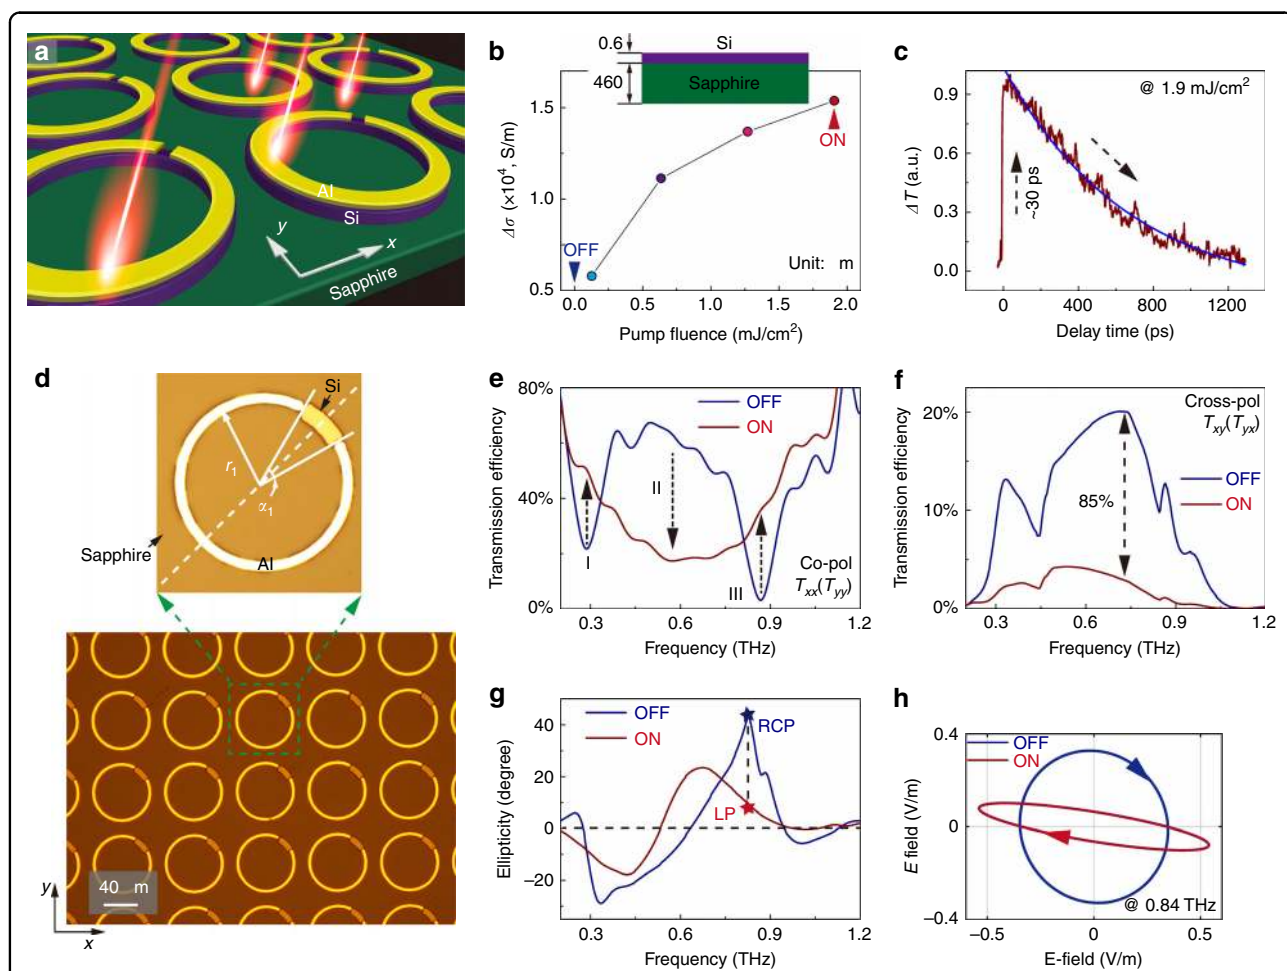 a
Al
Si
y
x
Sapphire
b
0.6
Si
460
Sapphire
1.5
1.0
0.5
Δσ (×10⁴, S/m)
OFF
ON
Unit: m
0.0
0.5
1.0
1.5
2.0
Pump fluence (mJ/cm²)
c
@ 1.9 mJ/cm²
0.9
0.6
0.3
0.0
ΔT (a.u.)
~30 ps
0
400
800
1200
Delay time (ps)
d
Si
r₁
α₁
Sapphire
Al
40 m
y
x
e
80%
40%
0%
Transmission efficiency
OFF
ON
I
II
III
Co-pol
Txx(Tyy)
0.3
0.6
0.9
1.2
Frequency (THz)
f
20%
10%
0%
Transmission efficiency
Cross-pol
Txy(Tyx)
OFF
ON
85%
0.3
0.6
0.9
1.2
Frequency (THz)
g
40
20
0
–20
Ellipticity (degree)
OFF
ON
RCP
LP
0.3
0.6
0.9
1.2
Frequency (THz)
h
0.4
0
–0.4
E field (V/m)
OFF
ON
@ 0.84 THz
–0.5
0
0.5
E-field (V/m)